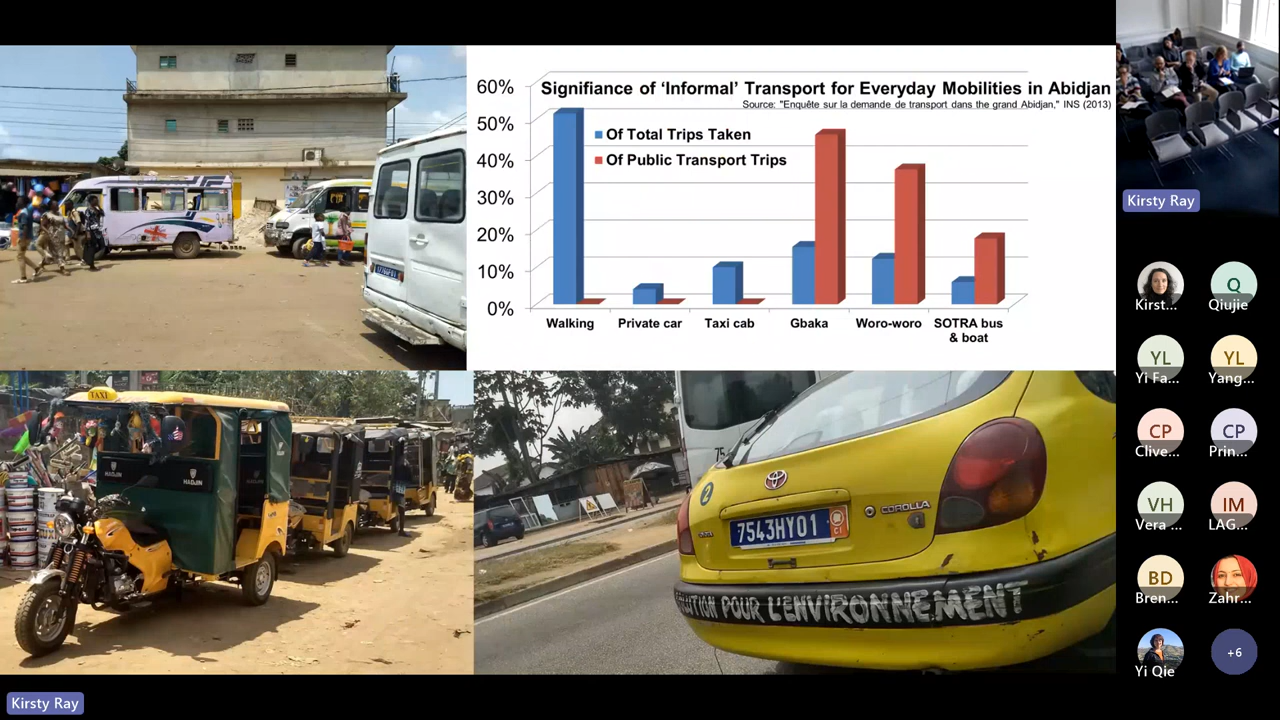 Signifiance of ‘Informal’ Transport for Everyday Mobilities in Abidjan
Source: "Enquête sur la demande de transport dans the grand Abidjan," INS (2013)
60%
50%
40%
30%
20%
10%
0%
Of Total Trips Taken
Of Public Transport Trips
Walking
Private car
Taxi cab
Gbaka
Woro-woro
SOTRA bus
& boat
TAXI
HAOJIN
HAOJIN
2
75
COROLLA
7543HY01
CI
POUR L'ENVIRONNEMENT
Kirsty Ray
Kirst...
Q
Qiujie
YL
Yi Fa...
YL
Yang...
CP
Clive...
CP
Prin...
VH
Vera ...
IM
LAG...
BD
Bren...
Zahr...
Yi Qie
+6
Kirsty Ray